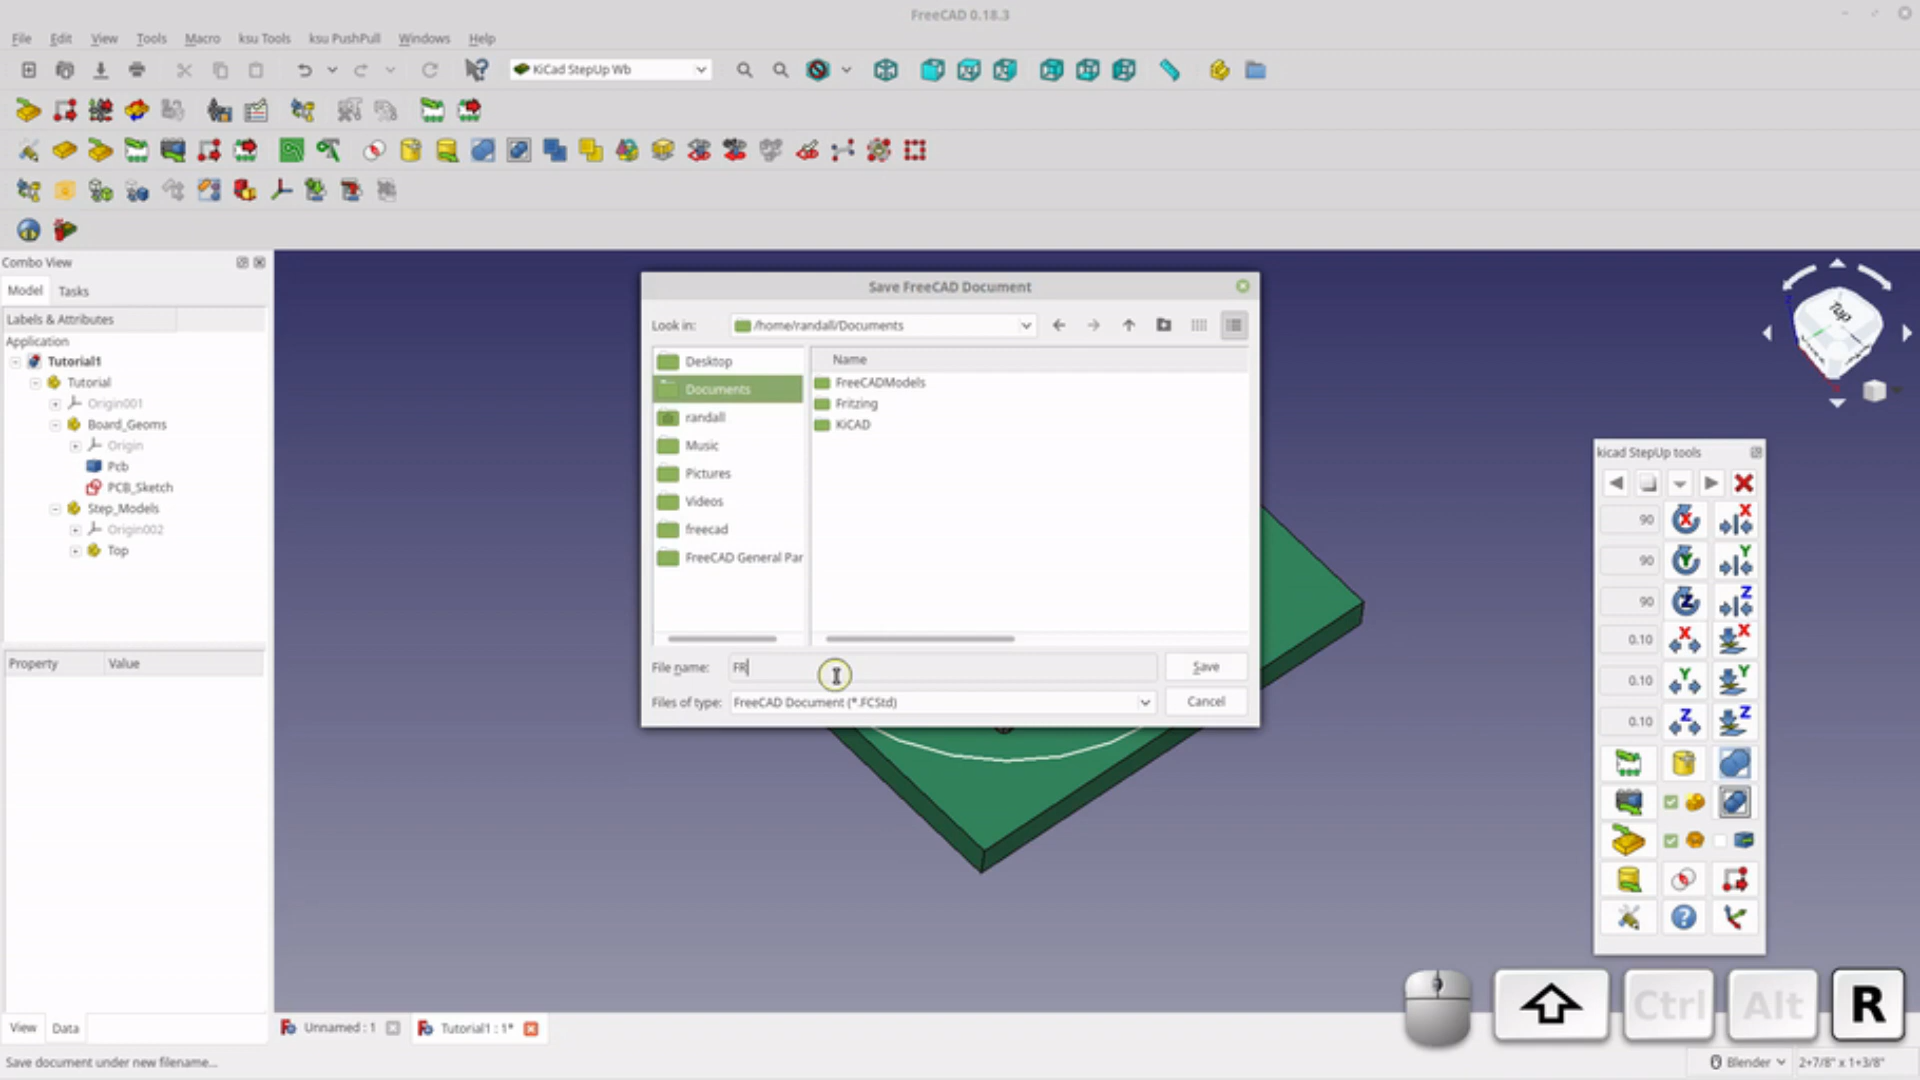 FreeCAD 0.18.3
File Edit View Tools Macro ksu Tools ksu PushPull Windows Help
KiCad StepUp Wb
Combo View
Model Tasks
Labels & Attributes
Application
Tutorial1
Tutorial
Origin001
Board_Geoms
Origin
Pcb
PCB_Sketch
Step_Models
Origin002
Top
Property Value
View Data
Save FreeCAD Document
Look in: /home/randall/Documents
Desktop
Documents
randall
Music
Pictures
Videos
freecad
FreeCAD General Par
Name
FreeCADModels
Fritzing
KiCAD
File name: FR Save
Files of type: FreeCAD Document (*.FCStd) Cancel
Top
kicad StepUp tools
90 X X
90 Y Y
90 Z Z
0.10 X X
0.10 Y Y
0.10 Z Z
Ctrl Alt R
Unnamed : 1 Tutorial1 : 1*
Save document under new filename...
Blender 2+7/8" x 1+3/8"